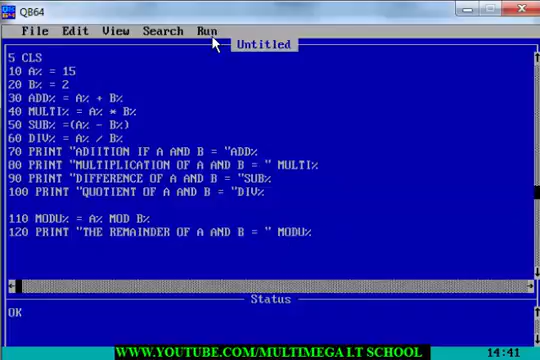 QB64
File Edit View Search Run
Untitled
5 CLS
10 A% = 15
20 B% = 2
30 ADD% = A% + B%
40 MULTI% = A% * B%
50 SUB% =(A% - B%)
60 DIV% = A% / B%
70 PRINT "ADIITION IF A AND B = "ADD%
80 PRINT "MULTIPLICATION OF A AND B = " MULTI%
90 PRINT "DIFFERENCE OF A AND B = "SUB%
100 PRINT "QUOTIENT OF A AND B = "DIV%
110 MODU% = A% MOD B%
120 PRINT "THE REMAINDER OF A AND B = " MODU%
Status
OK
WWW.YOUTUBE.COM/MULTIMEGA I.T SCHOOL
14:41